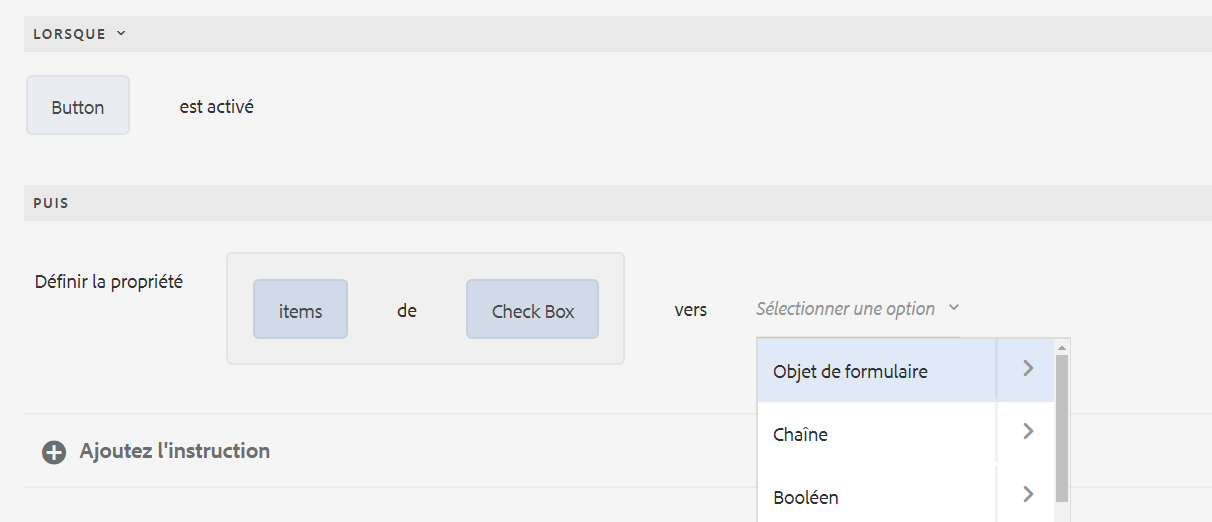 LORSQUE
Button est activé
PUIS
Définir la propriété items de Check Box vers Sélectionner une option
Objet de formulaire
Chaîne
Ajoutez l'instruction
Booléen